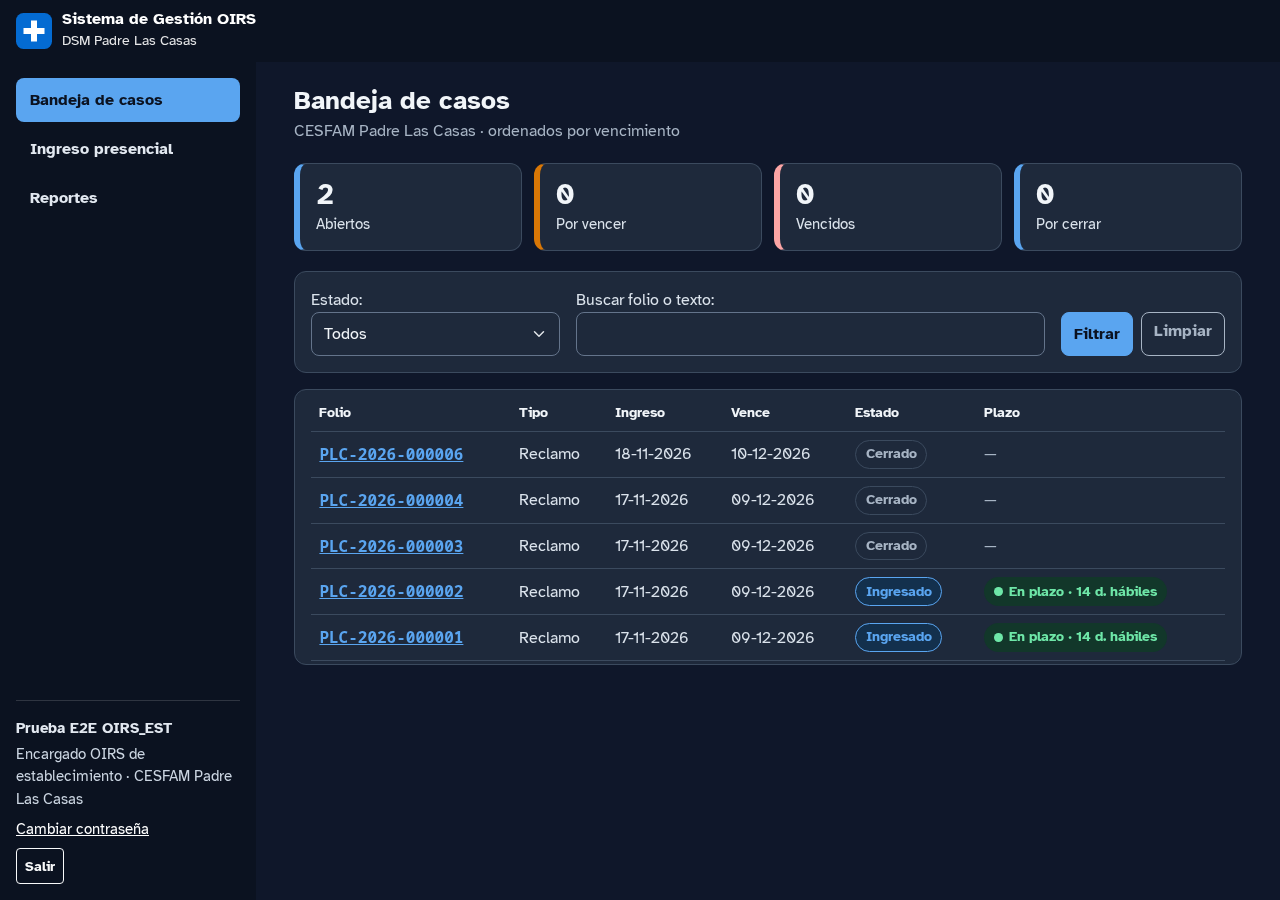 Sistema de Gestión OIRS
DSM Padre Las Casas
Bandeja de casos
Ingreso presencial
Reportes
Prueba E2E OIRS_EST
Encargado OIRS de
establecimiento · CESFAM Padre
Las Casas
Cambiar contraseña
Salir
Bandeja de casos
CESFAM Padre Las Casas · ordenados por vencimiento
2
Abiertos
0
Por vencer
0
Vencidos
0
Por cerrar
Estado:
Todos
Buscar folio o texto:
Filtrar
Limpiar
Folio Tipo Ingreso Vence Estado Plazo
PLC-2026-000006 Reclamo 18-11-2026 10-12-2026 Cerrado —
PLC-2026-000004 Reclamo 17-11-2026 09-12-2026 Cerrado —
PLC-2026-000003 Reclamo 17-11-2026 09-12-2026 Cerrado —
PLC-2026-000002 Reclamo 17-11-2026 09-12-2026 Ingresado En plazo · 14 d. hábiles
PLC-2026-000001 Reclamo 17-11-2026 09-12-2026 Ingresado En plazo · 14 d. hábiles